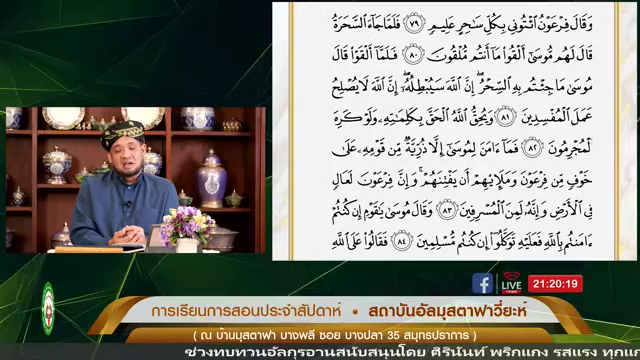 وَقَالَ فِرْعَوْنُ ائْتُونِي بِكُلِّ سَاحِرٍ عَلِيمٍ ٧٩ فَلَمَّا جَاءَ السَّحَرَةُ
قَالَ لَهُم مُّوسَىٰ أَلْقُوا مَا أَنتُم مُّلْقُونَ ٨٠ فَلَمَّا أَلْقَوْا قَالَ
مُوسَىٰ مَا جِئْتُم بِهِ السِّحْرُ إِنَّ اللَّهَ سَيُبْطِلُهُ إِنَّ اللَّهَ لَا يُصْلِحُ
عَمَلَ الْمُفْسِدِينَ ٨١ وَيُحِقُّ اللَّهُ الْحَقَّ بِكَلِمَاتِهِ وَلَوْ كَرِهَ
الْمُجْرِمُونَ ٨٢ فَمَا آمَنَ لِمُوسَىٰ إِلَّا ذُرِّيَّةٌ مِّن قَوْمِهِ عَلَىٰ
خَوْفٍ مِّن فِرْعَوْنَ وَمَلَإِيهِمْ أَن يَفْتِنَهُمْ وَإِنَّ فِرْعَوْنَ لَعَالٍ
فِي الْأَرْضِ وَإِنَّهُ لَمِنَ الْمُسْرِفِينَ ٨٣ وَقَالَ مُوسَىٰ يَا قَوْمِ إِن كُنتُمْ
آمَنتُم بِاللَّهِ فَعَلَيْهِ تَوَكَّلُوا إِن كُنتُم مُّسْلِمِينَ ٨٤ فَقَالُوا عَلَى اللَّهِ
f LIVE 21:20:19
การเรียนการสอนประจำสัปดาห์ • สถาบันอัลมุสตาฟาวียะห์
( ณ บ้านมุสตาฟา บางพลี ซอย บางปลา 35 สมุทรปราการ )
ช่วงทบทวนอัลกุรอานสนับสนุนโดย ศิรินันท์ พริกแกง รสแรง ทุกเ